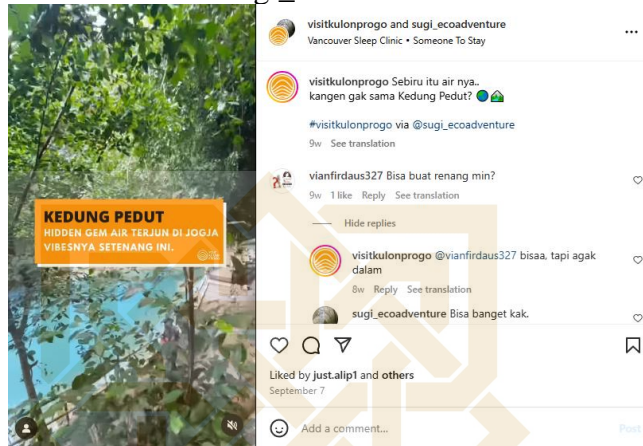 KEDUNG PEDUT
HIDDEN GEM AIR TERJUN DI JOGJA
VIBESNYA SETENANG INI.
visitkulonprogo and sugi_ecoadventure
Vancouver Sleep Clinic • Someone To Stay
visitkulonprogo Sebiru itu air nya..
kangen gak sama Kedung Pedut? 🌏🏞️
#visitkulonprogo via @sugi_ecoadventure
9w See translation
vianfirdaus327 Bisa buat renang min?
9w 1 like Reply See translation
Hide replies
visitkulonprogo @vianfirdaus327 bisaa, tapi agak
dalam
8w Reply See translation
sugi_ecoadventure Bisa banget kak.
Liked by just.alip1 and others
September 7
Add a comment...
Post